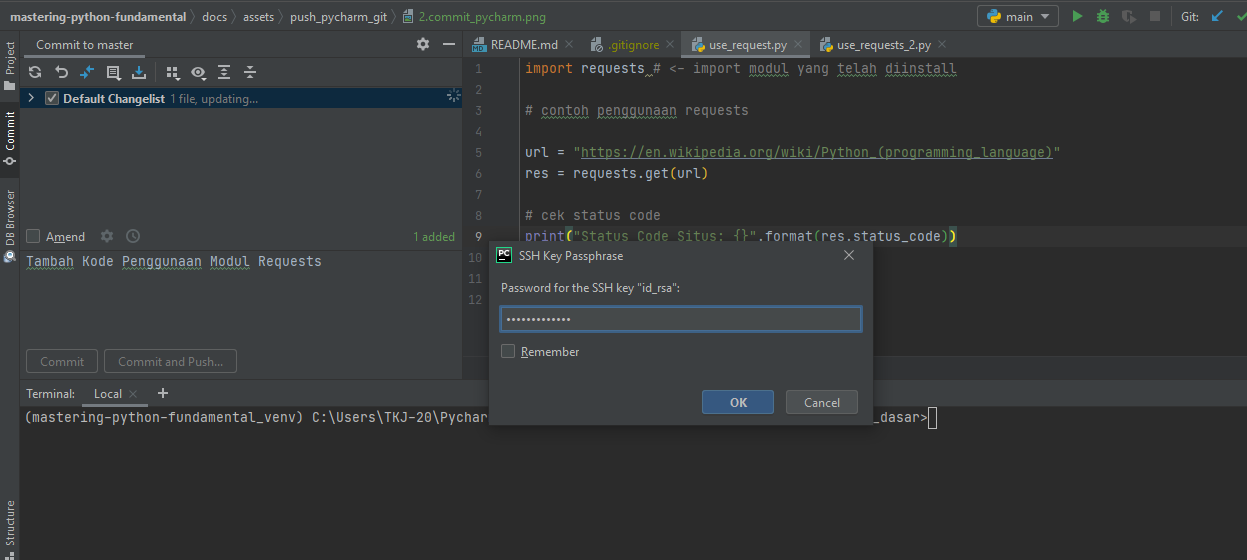 mastering-python-fundamental docs assets push_pycharm_git 2.commit_pycharm.png main Git:
Project
Commit
DB Browser
Structure
Commit to master
Default Changelist 1 file, updating...
Amend 1 added
Tambah Kode Penggunaan Modul Requests
Commit Commit and Push...
README.md .gitignore use_request.py use_requests_2.py
1 import requests # <- import modul yang telah diinstall
2
3 # contoh penggunaan requests
4
5 url = "https://en.wikipedia.org/wiki/Python_(programming_language)"
6 res = requests.get(url)
7
8 # cek status code
9 print("Status Code Situs: {}".format(res.status_code))
10
11
12
PC SSH Key Passphrase
Password for the SSH key "id_rsa":
•••••••••••••
Remember
OK Cancel
Terminal: Local
(mastering-python-fundamental_venv) C:\Users\TKJ-20\Pychar _dasar>